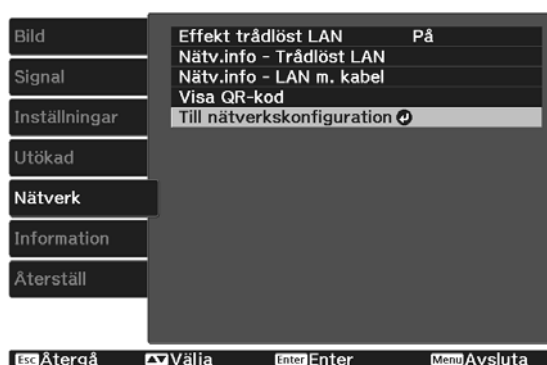 Bild
Signal
Inställningar
Utökad
Nätverk
Information
Återställ
Effekt trådlöst LAN På
Nätv.info - Trådlöst LAN
Nätv.info - LAN m. kabel
Visa QR-kod
Till nätverkskonfiguration
Esc Återgå Välja Enter Enter Menu Avsluta